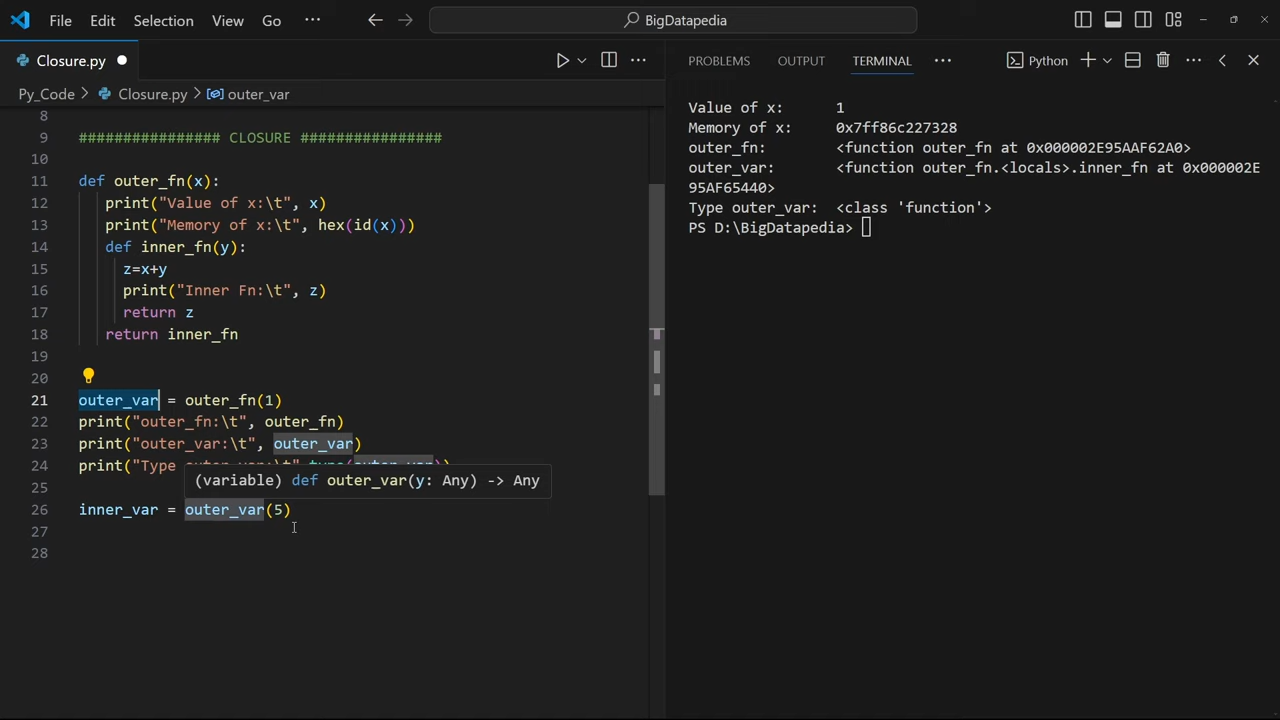 File Edit Selection View Go ··· BigDatapedia
Closure.py
PROBLEMS OUTPUT TERMINAL ··· Python
Py_Code > Closure.py > outer_var
8
9 ################ CLOSURE ################
10
11 def outer_fn(x):
12 print("Value of x:\t", x)
13 print("Memory of x:\t", hex(id(x)))
14 def inner_fn(y):
15 z=x+y
16 print("Inner Fn:\t", z)
17 return z
18 return inner_fn
19
20
21 outer_var = outer_fn(1)
22 print("outer_fn:\t", outer_fn)
23 print("outer_var:\t", outer_var)
24 print("Type
(variable) def outer_var(y: Any) -> Any
25
26 inner_var = outer_var(5)
27
28
Value of x: 1
Memory of x: 0x7ff86c227328
outer_fn: <function outer_fn at 0x000002E95AAF62A0>
outer_var: <function outer_fn.<locals>.inner_fn at 0x000002E
95AF65440>
Type outer_var: <class 'function'>
PS D:\BigDatapedia>